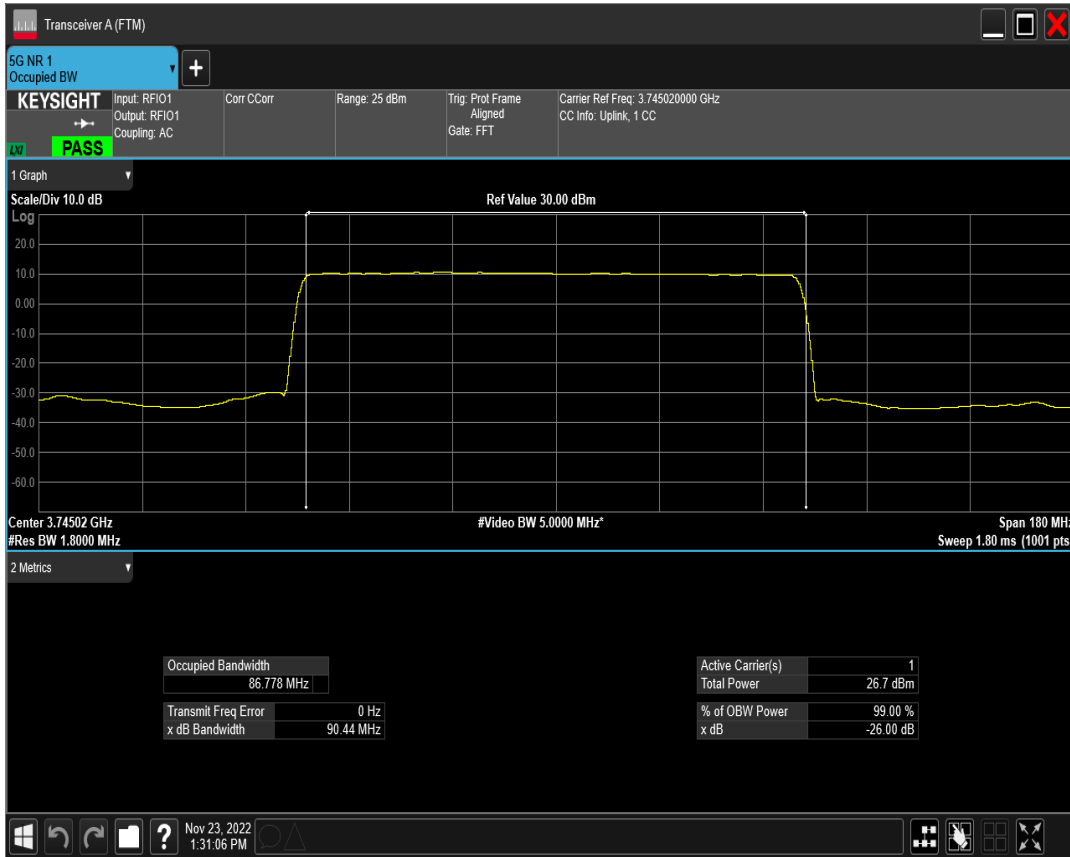 Transceiver A (FTM)
5G NR 1
Occupied BW
+
KEYSIGHT
Input: RFIO1
Output: RFIO1
Coupling: AC
Corr CCorr
Range: 25 dBm
Trig: Prot Frame
Aligned
Gate: FFT
Carrier Ref Freq: 3.745020000 GHz
CC Info: Uplink, 1 CC
LXI
PASS
1 Graph
Scale/Div 10.0 dB
Ref Value 30.00 dBm
Log
20.0
10.0
0.00
-10.0
-20.0
-30.0
-40.0
-50.0
-60.0
Center 3.74502 GHz
#Video BW 5.0000 MHz*
Span 180 MHz
#Res BW 1.8000 MHz
Sweep 1.80 ms (1001 pts
2 Metrics
Occupied Bandwidth
86.778 MHz
Transmit Freq Error 0 Hz
x dB Bandwidth 90.44 MHz
Active Carrier(s) 1
Total Power 26.7 dBm
% of OBW Power 99.00 %
x dB -26.00 dB
?
Nov 23, 2022
1:31:06 PM